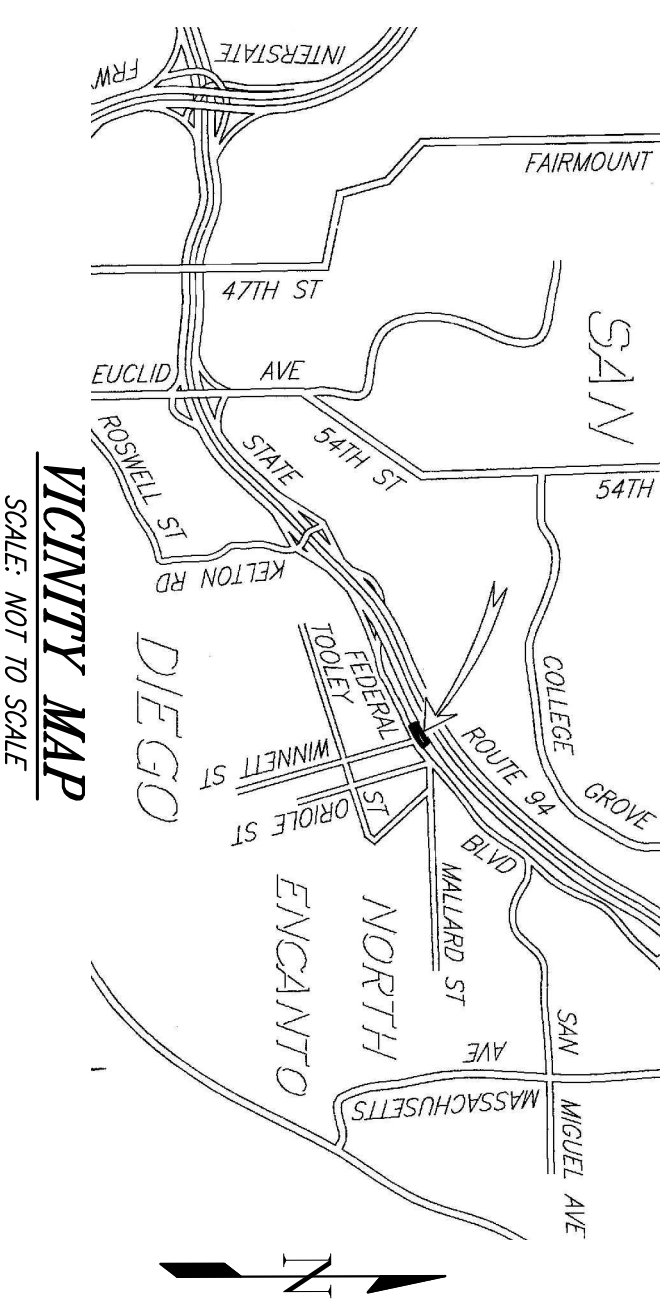 INTERSTATE
FRW
FAIRMOUNT
47TH ST
SAN
EUCLID AVE
54TH ST
54TH
ROSWELL ST
STATE
KELTON RD
COLLEGE GROVE
DIEGO
TOOLEY ST
FEDERAL BLVD
ROUTE 94
WINNETT ST
ORIOLE ST
MALLARD ST
NORTH
ENCANTO
SAN MIGUEL AVE
MASSACHUSETTS AVE
N
VICINITY MAP
SCALE: NOT TO SCALE